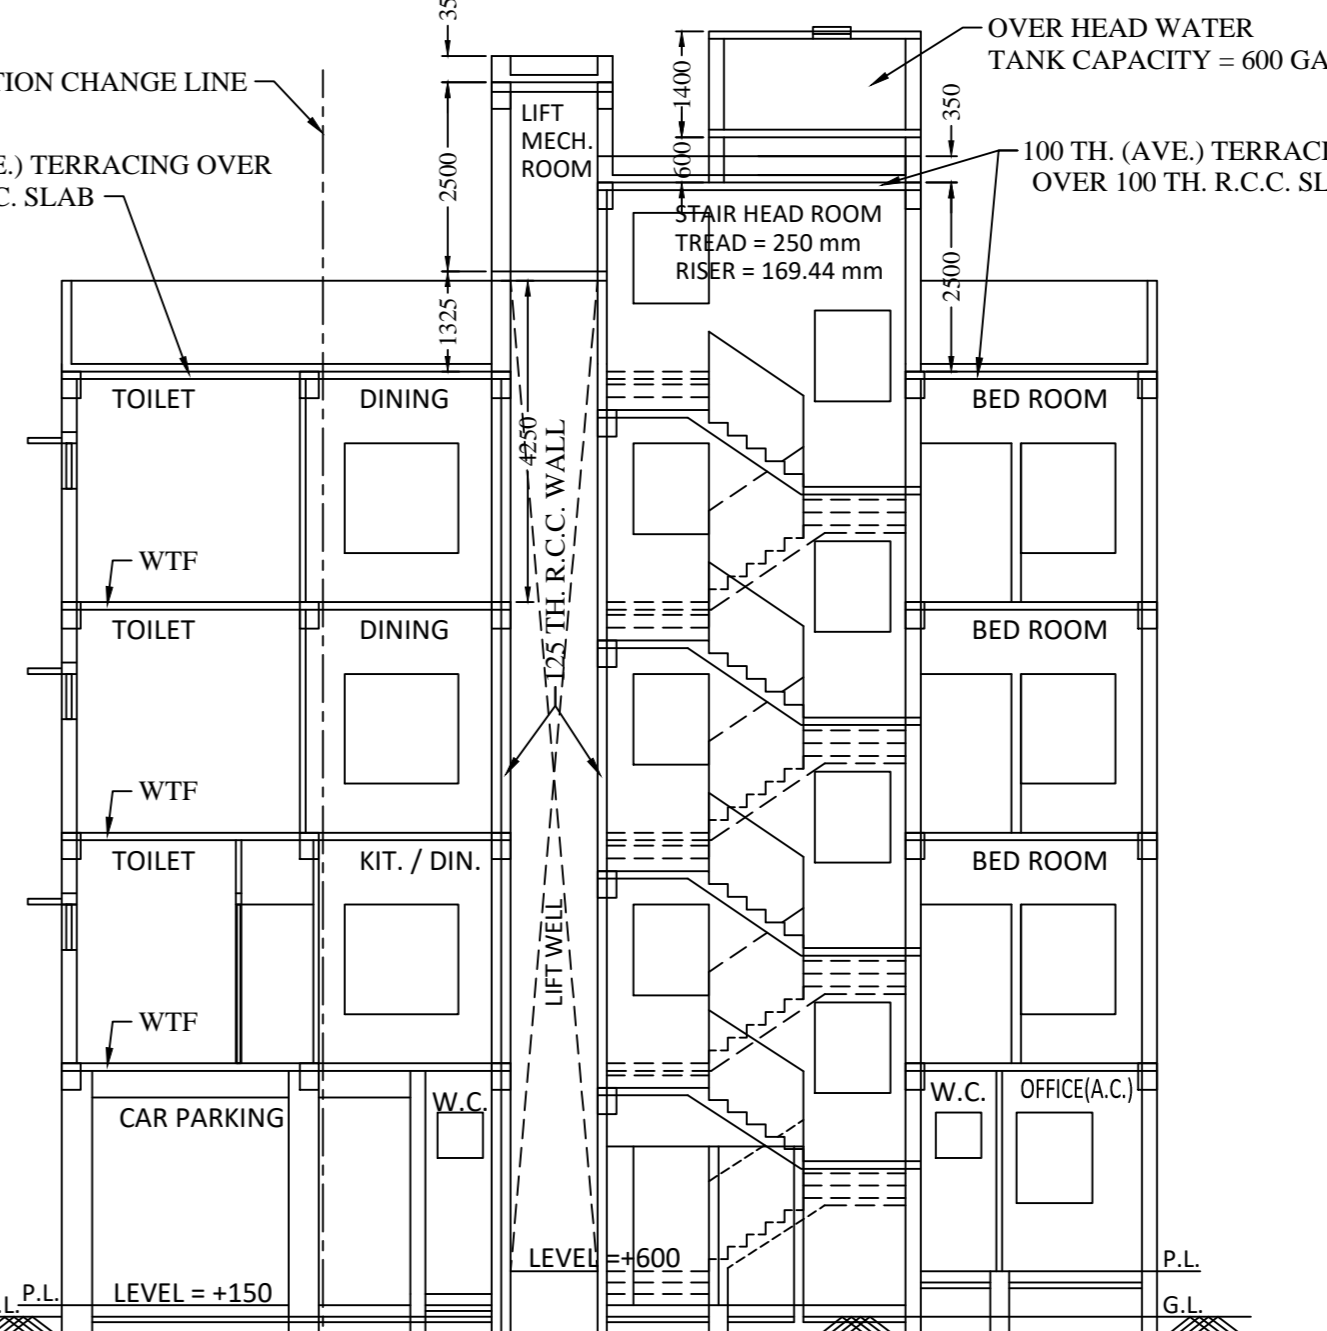 35
OVER HEAD WATER
TANK CAPACITY = 600 GA
TION CHANGE LINE
1400
350
LIFT
MECH.
ROOM
2500
600
100 TH. (AVE.) TERRACI
OVER 100 TH. R.C.C. SL
E.) TERRACING OVER
C. SLAB
STAIR HEAD ROOM
TREAD = 250 mm
RISER = 169.44 mm
2500
1325
TOILET
DINING
BED ROOM
4250
125 TH. R.C.C. WALL
WTF
TOILET
DINING
BED ROOM
WTF
TOILET
KIT. / DIN.
BED ROOM
LIFT WELL
WTF
CAR PARKING
W.C.
W.C.
OFFICE(A.C.)
LEVEL =+600
P.L.
P.L.
LEVEL = +150
.L.
G.L.